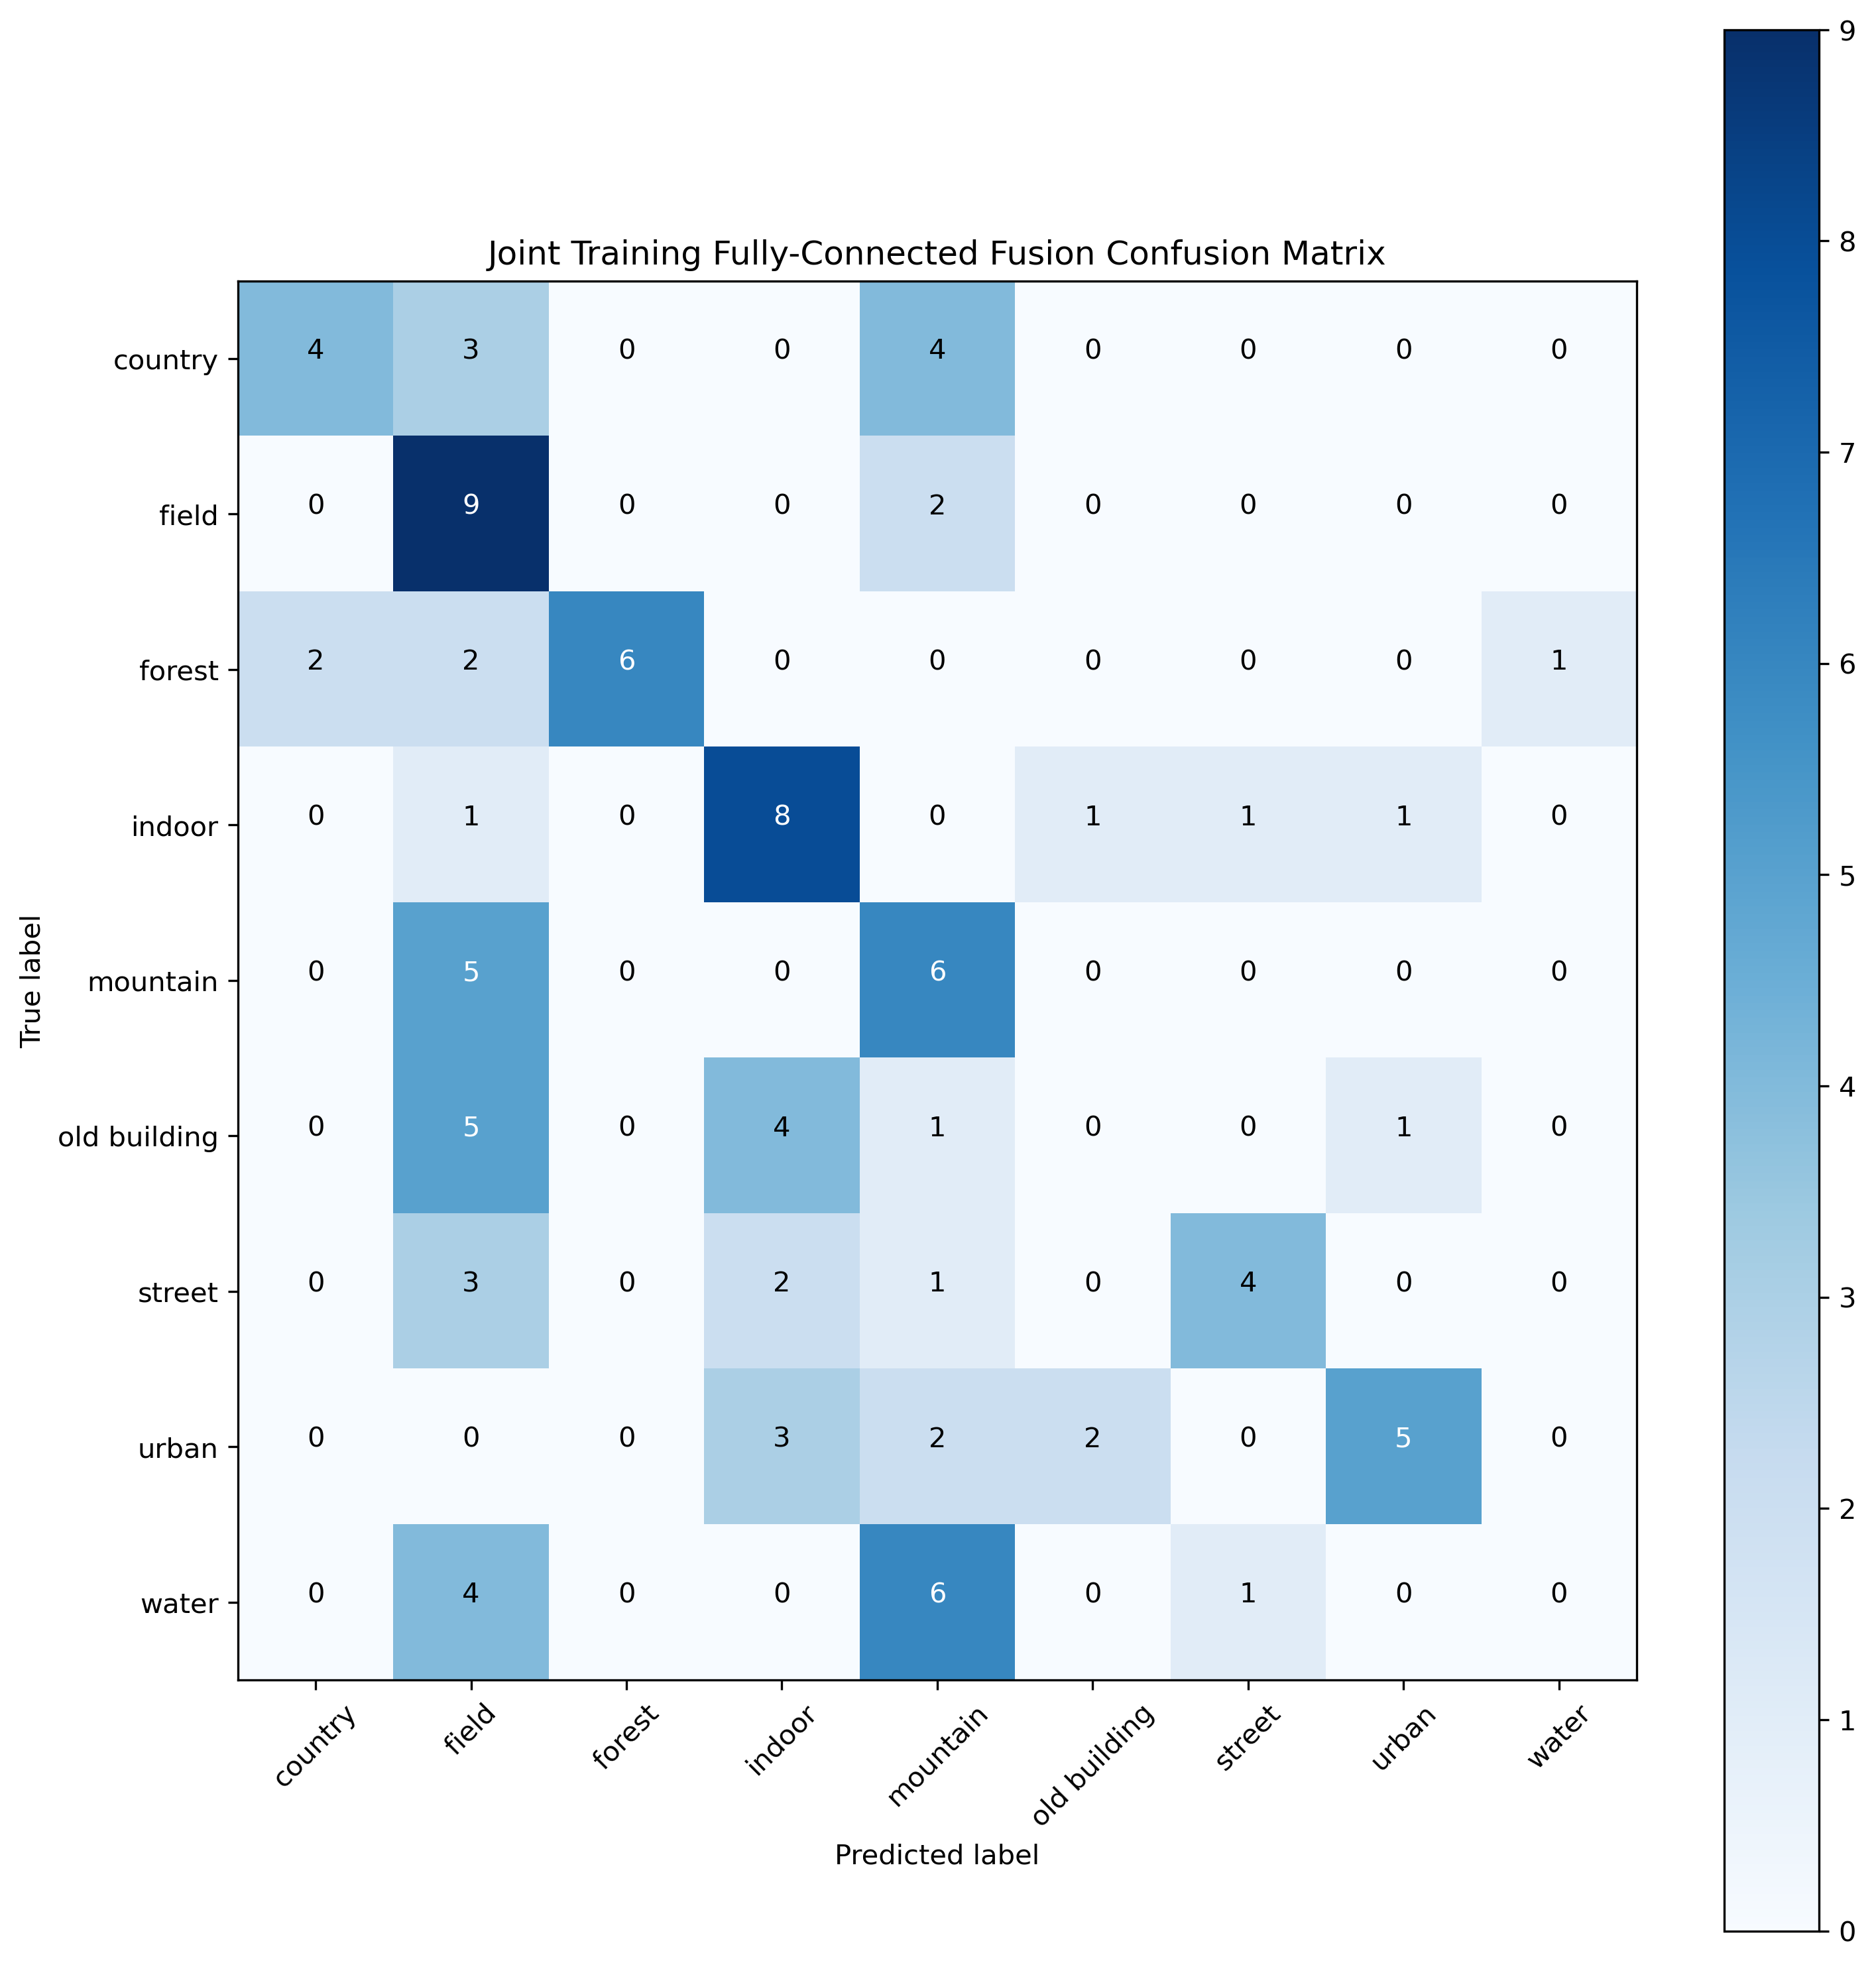 Joint Training Fully-Connected Fusion Confusion Matrix
True label
country 4 3 0 0 4 0 0 0 0
field 0 9 0 0 2 0 0 0 0
forest 2 2 6 0 0 0 0 0 1
indoor 0 1 0 8 0 1 1 1 0
mountain 0 5 0 0 6 0 0 0 0
old building 0 5 0 4 1 0 0 1 0
street 0 3 0 2 1 0 4 0 0
urban 0 0 0 3 2 2 0 5 0
water 0 4 0 0 6 0 1 0 0
country field forest indoor mountain old building street urban water
Predicted label
9
8
7
6
5
4
3
2
1
0